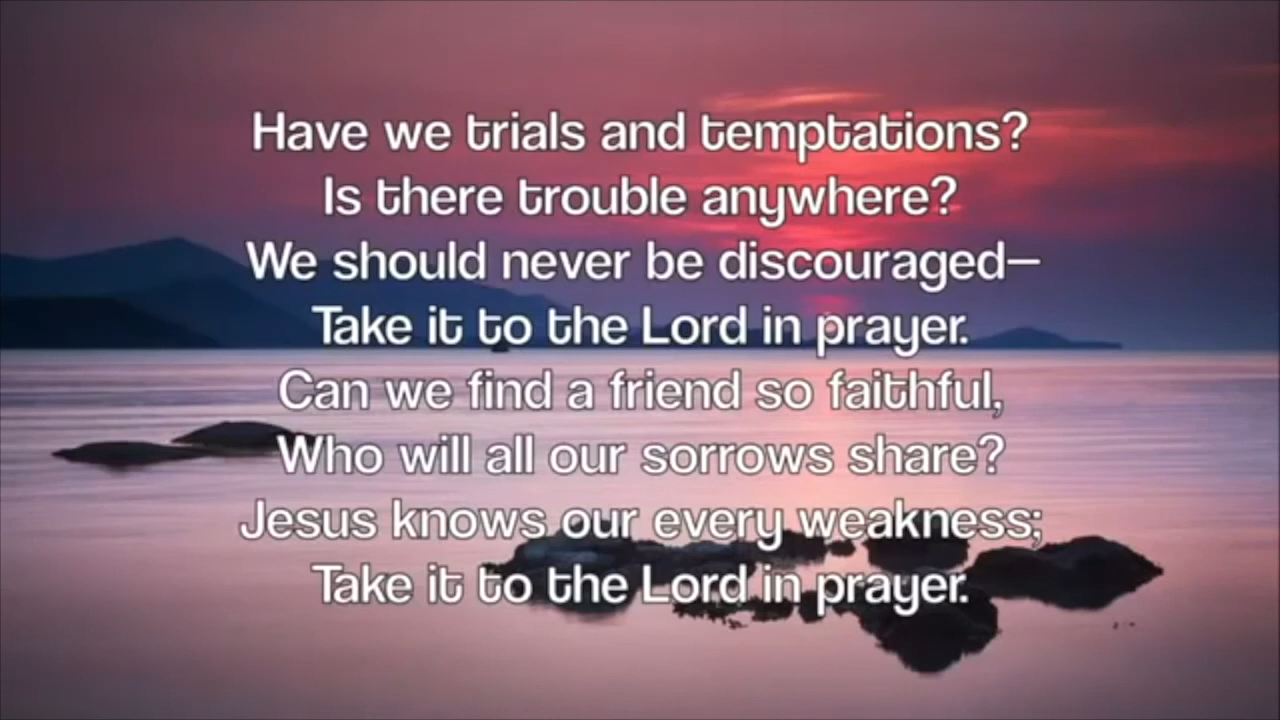 Have we trials and temptations?
Is there trouble anywhere?
We should never be discouraged—
Take it to the Lord in prayer.
Can we find a friend so faithful,
Who will all our sorrows share?
Jesus knows our every weakness;
Take it to the Lord in prayer.